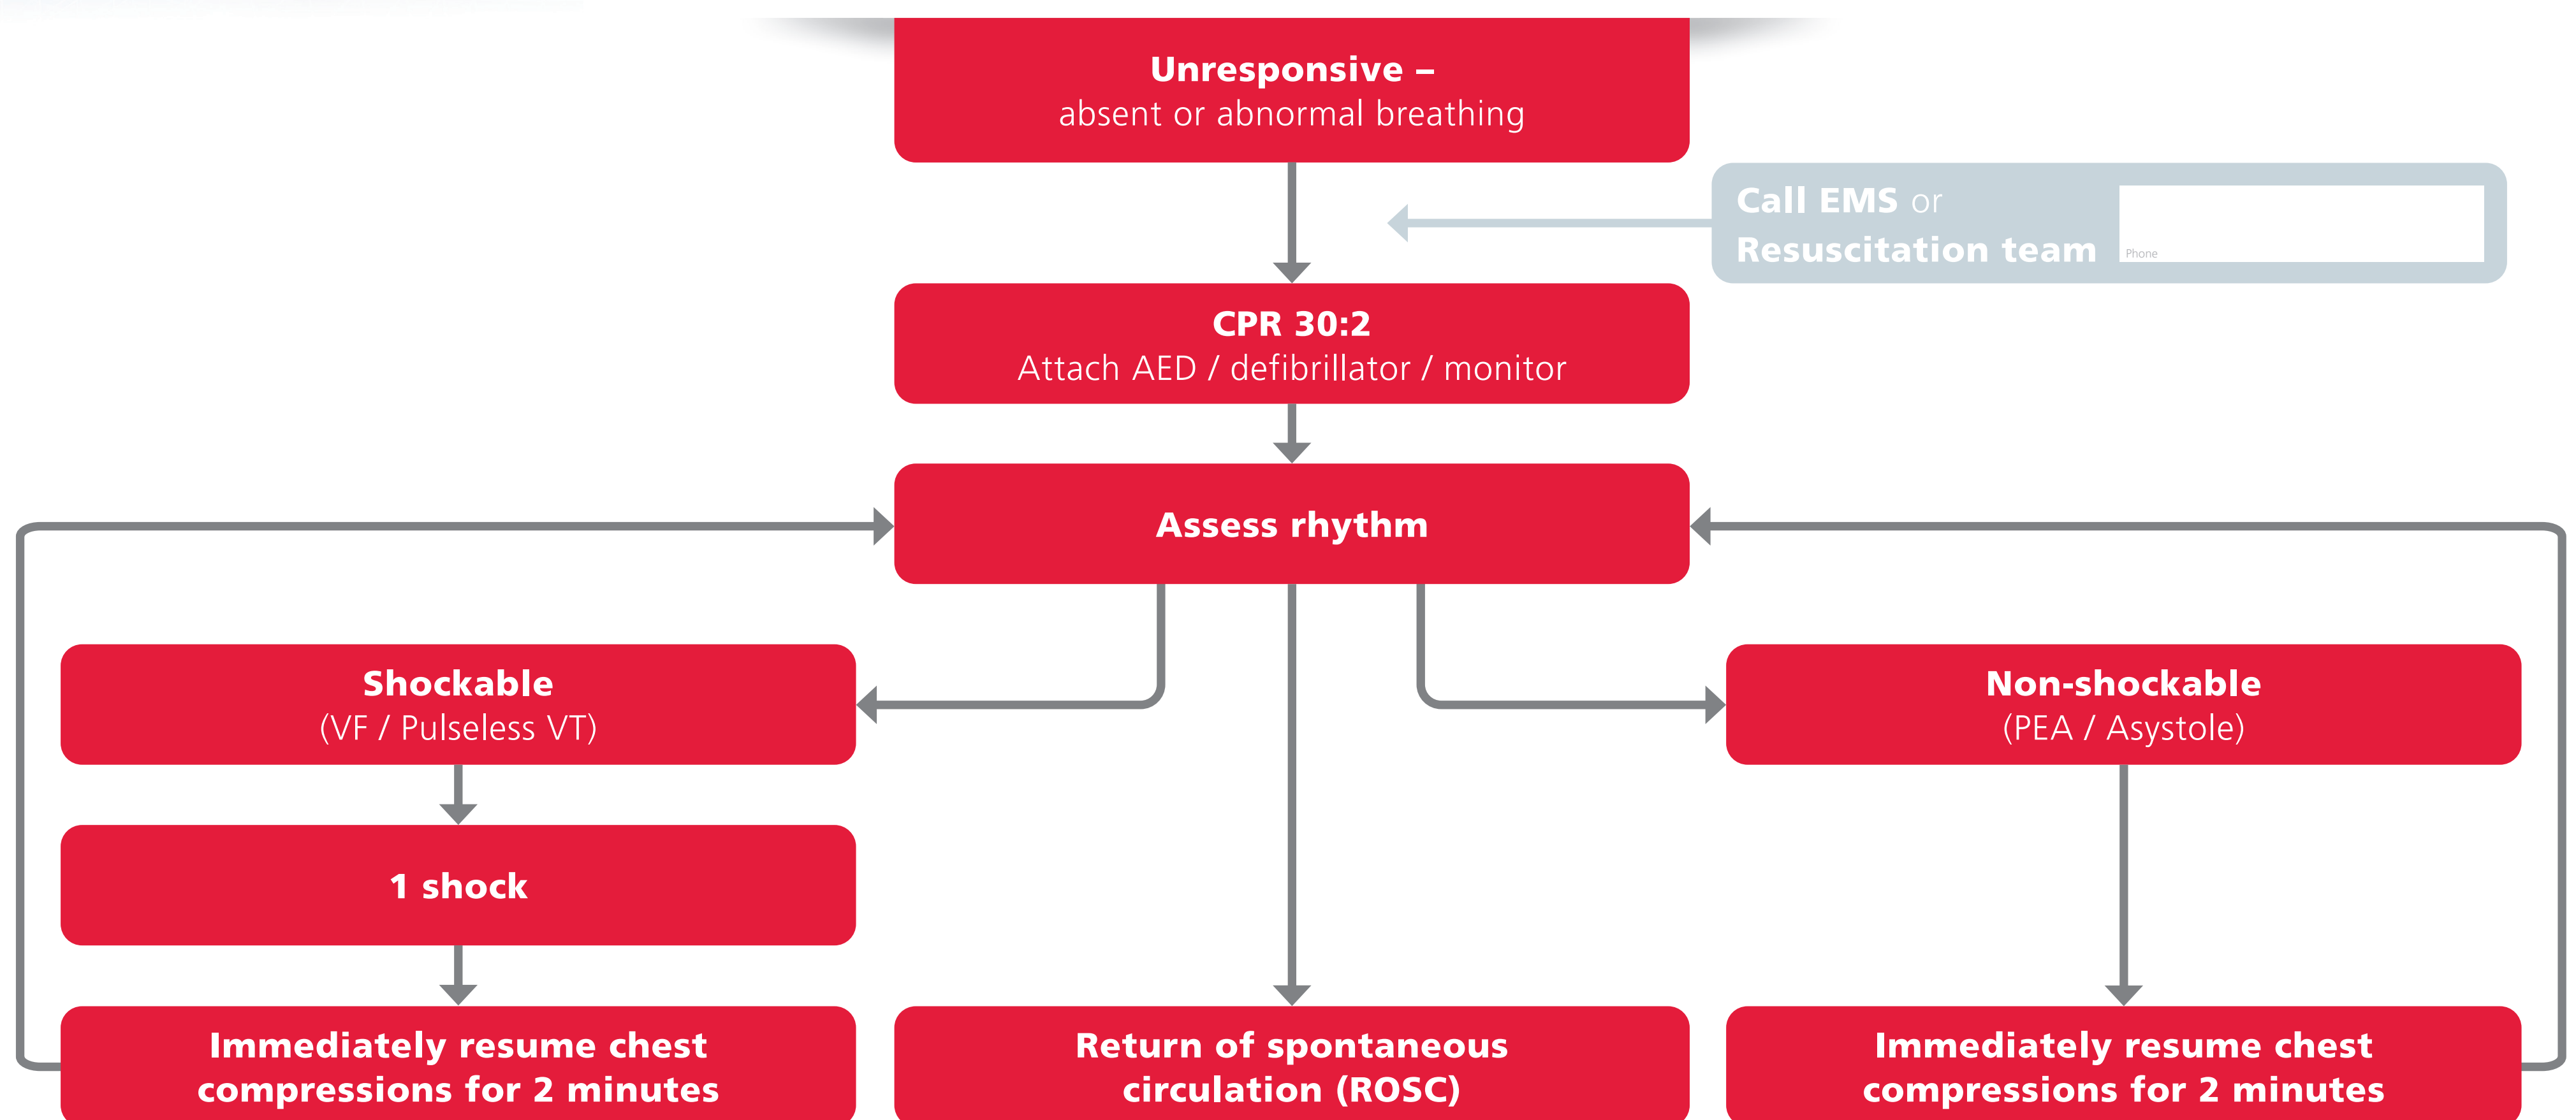 Unresponsive –
absent or abnormal breathing
Call EMS or
Resuscitation team
Phone
CPR 30:2
Attach AED / defibrillator / monitor
Assess rhythm
Shockable
(VF / Pulseless VT)
Non-shockable
(PEA / Asystole)
1 shock
Immediately resume chest
compressions for 2 minutes
Return of spontaneous
circulation (ROSC)
Immediately resume chest
compressions for 2 minutes